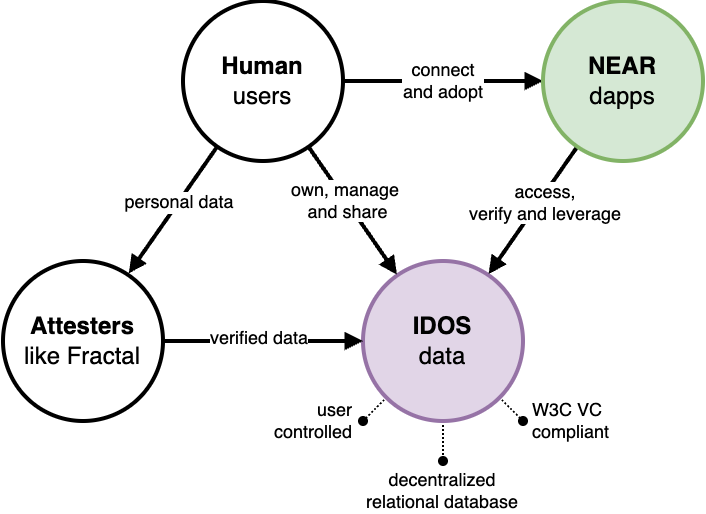 Human
users
connect
and adopt
NEAR
dapps
personal data
own, manage
and share
access,
verify and leverage
Attesters
like Fractal
verified data
IDOS
data
user
controlled
W3C VC
compliant
decentralized
relational database